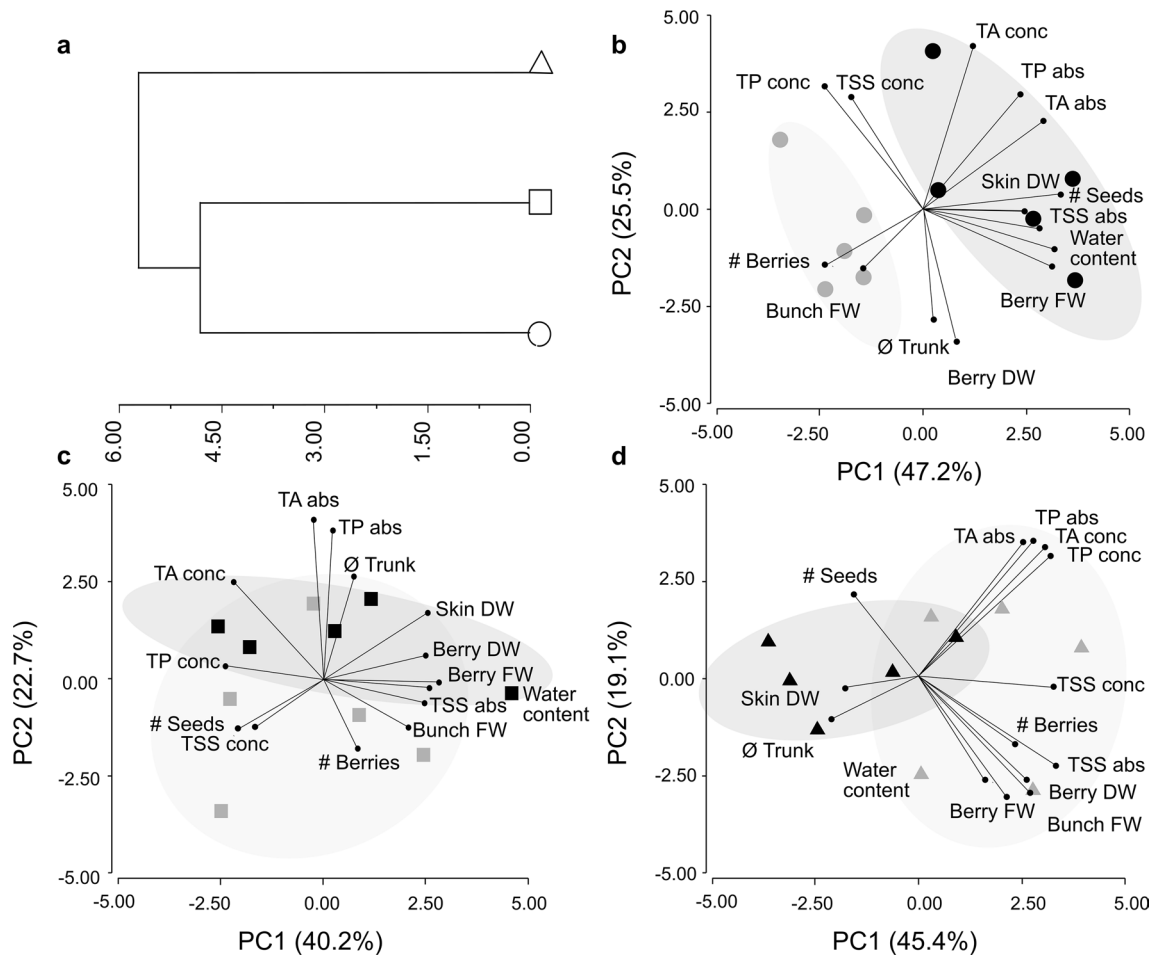 a
6.00
4.50
3.00
1.50
0.00
b
5.00
2.50
0.00
-2.50
-5.00
PC2 (25.5%)
TA conc
TP conc
TSS conc
TP abs
TA abs
Skin DW
# Seeds
TSS abs
Water
content
Berry FW
# Berries
Bunch FW
Ø Trunk
Berry DW
-5.00
-2.50
0.00
2.50
5.00
PC1 (47.2%)
c
5.00
2.50
0.00
-2.50
-5.00
PC2 (22.7%)
TA abs
TP abs
Ø Trunk
TA conc
Skin DW
Berry DW
TP conc
Berry FW
TSS abs
Water
content
# Seeds
TSS conc
Bunch FW
# Berries
-5.00
-2.50
0.00
2.50
5.00
PC1 (40.2%)
d
5.00
2.50
0.00
-2.50
-5.00
PC2 (19.1%)
TP abs
TA abs
TA conc
TP conc
# Seeds
TSS conc
Skin DW
# Berries
Ø Trunk
Water
content
TSS abs
Berry DW
Berry FW
Bunch FW
-5.00
-2.50
0.00
2.50
5.00
PC1 (45.4%)